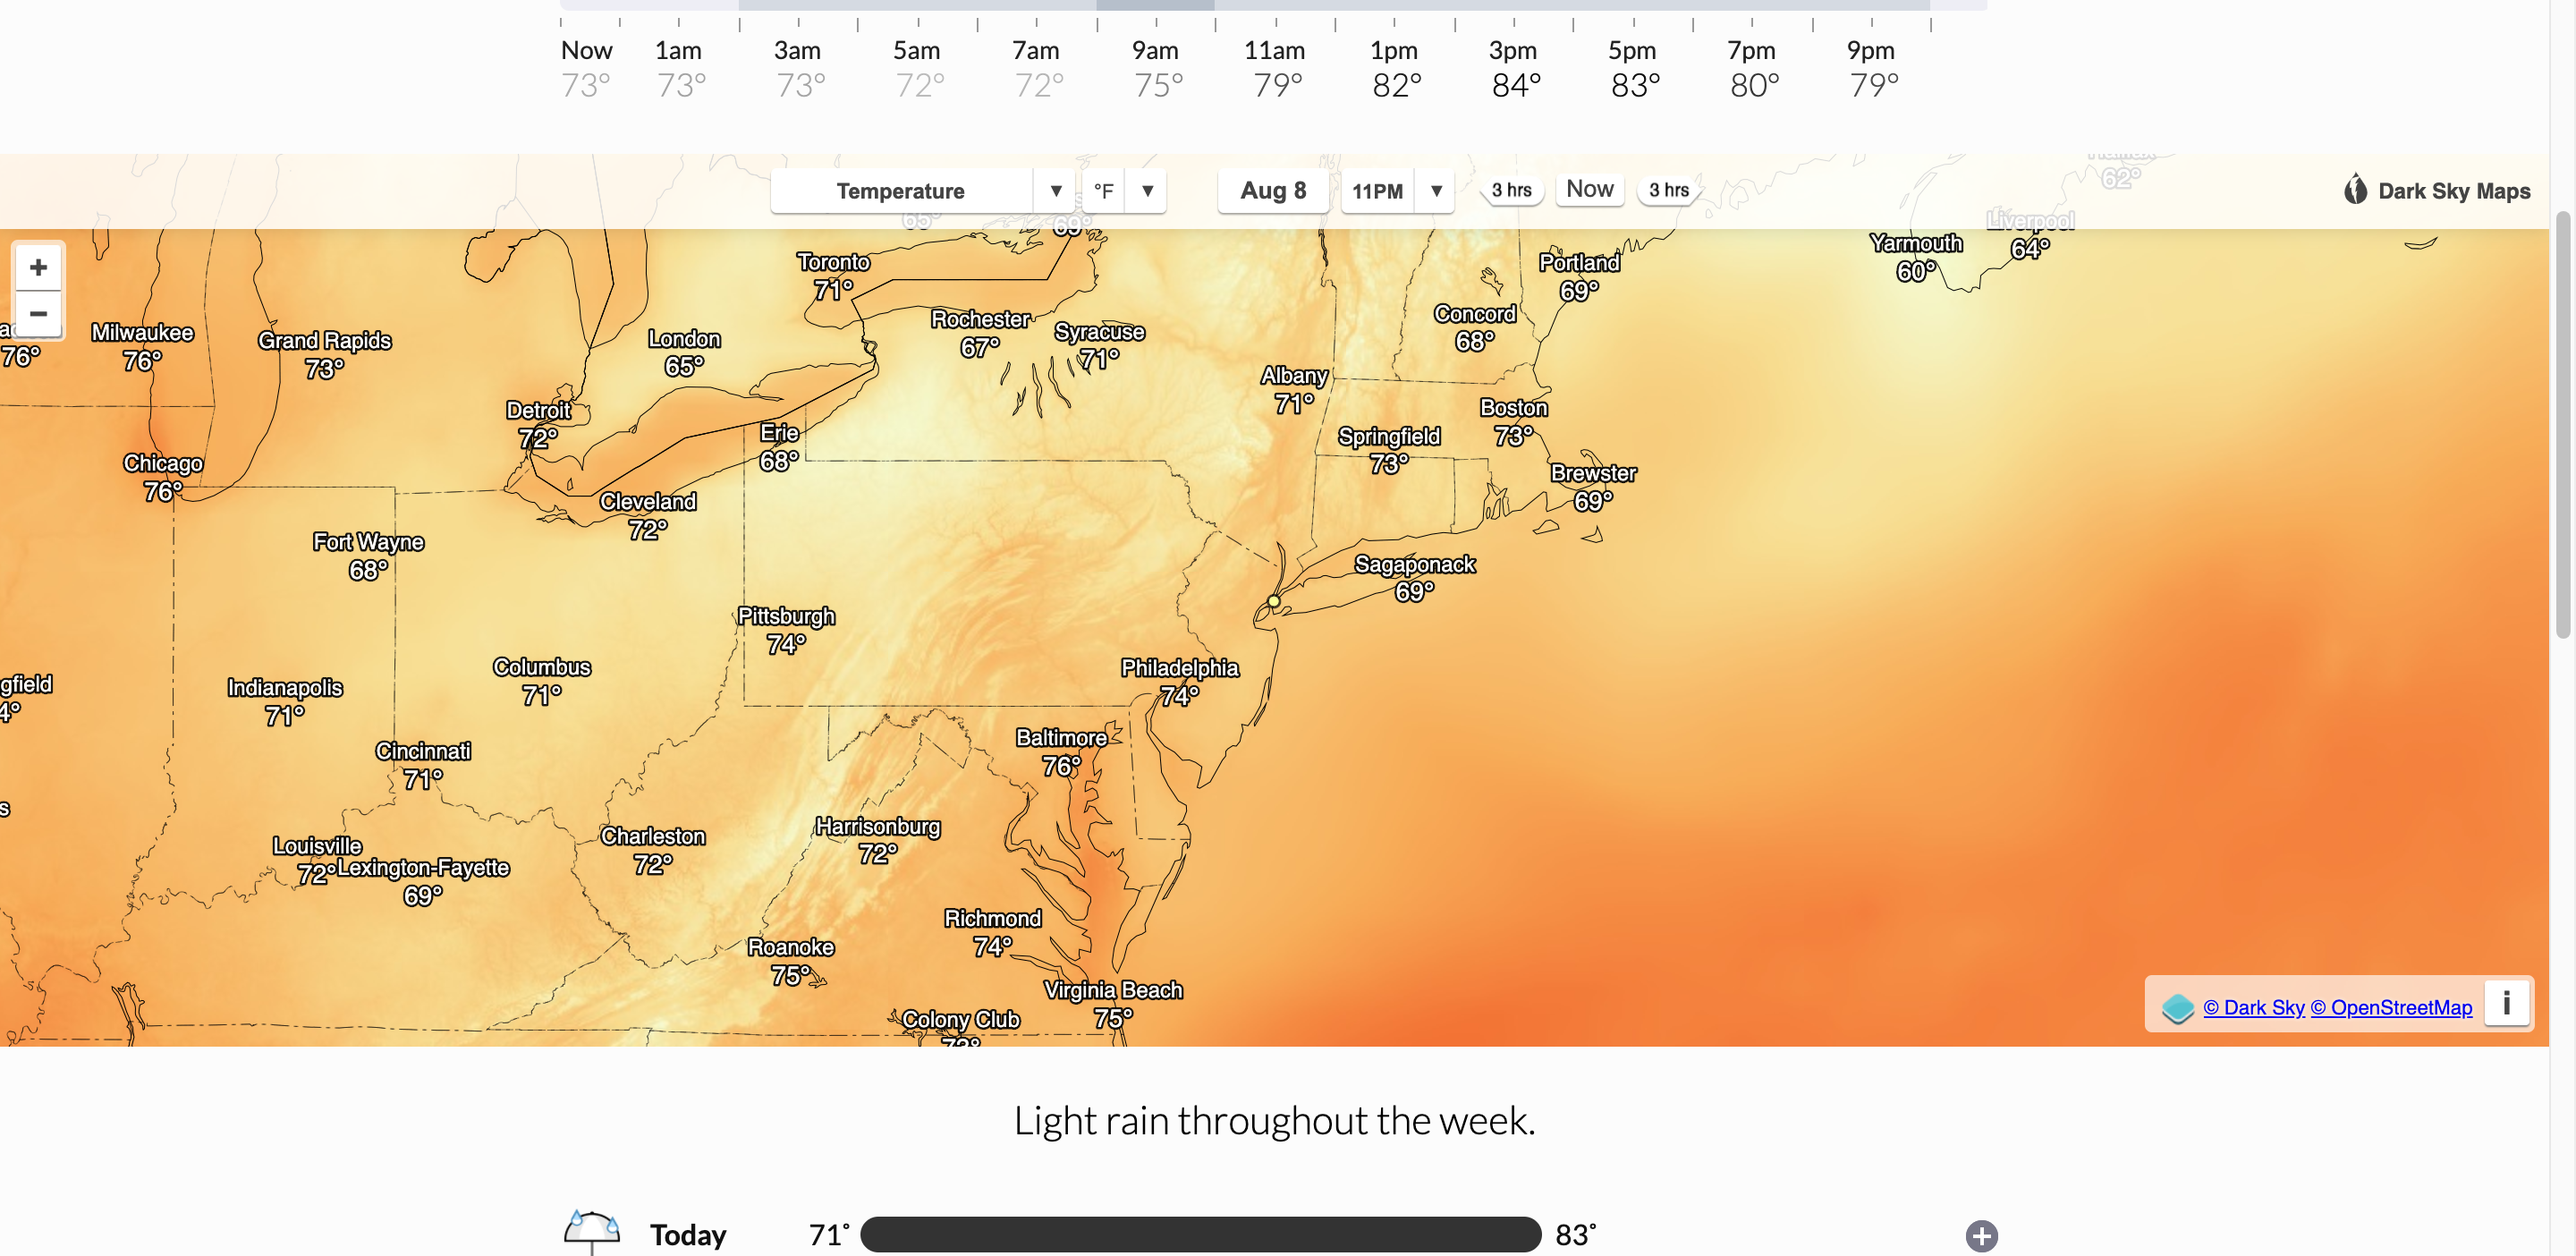 Now 1am 3am 5am 7am 9am 11am 1pm 3pm 5pm 7pm 9pm
73° 73° 73° 72° 72° 75° 79° 82° 84° 83° 80° 79°
Temperature ▼ °F ▼ Aug 8 11PM ▼ 3 hrs Now 3 hrs Dark Sky Maps
62°
65°
69°
Liverpool
64°
Yarmouth
60°
+
−
Toronto
71°
Portland
69°
Concord
68°
Rochester
67°
Syracuse
71°
76°
Milwaukee
76°
Grand Rapids
73°
London
65°
Albany
71°
Detroit
72°
Boston
73°
Erie
68°
Springfield
73°
Chicago
76°
Brewster
69°
Cleveland
72°
Fort Wayne
68°
Sagaponack
69°
Pittsburgh
74°
Columbus
71°
Philadelphia
74°
gfield
4°
Indianapolis
71°
Baltimore
76°
Cincinnati
71°
s
Harrisonburg
72°
Charleston
72°
Louisville
72°
Lexington-Fayette
69°
Richmond
74°
Roanoke
75°
Virginia Beach
75°
Colony Club
© Dark Sky © OpenStreetMap i
Light rain throughout the week.
Today 71° 83° +